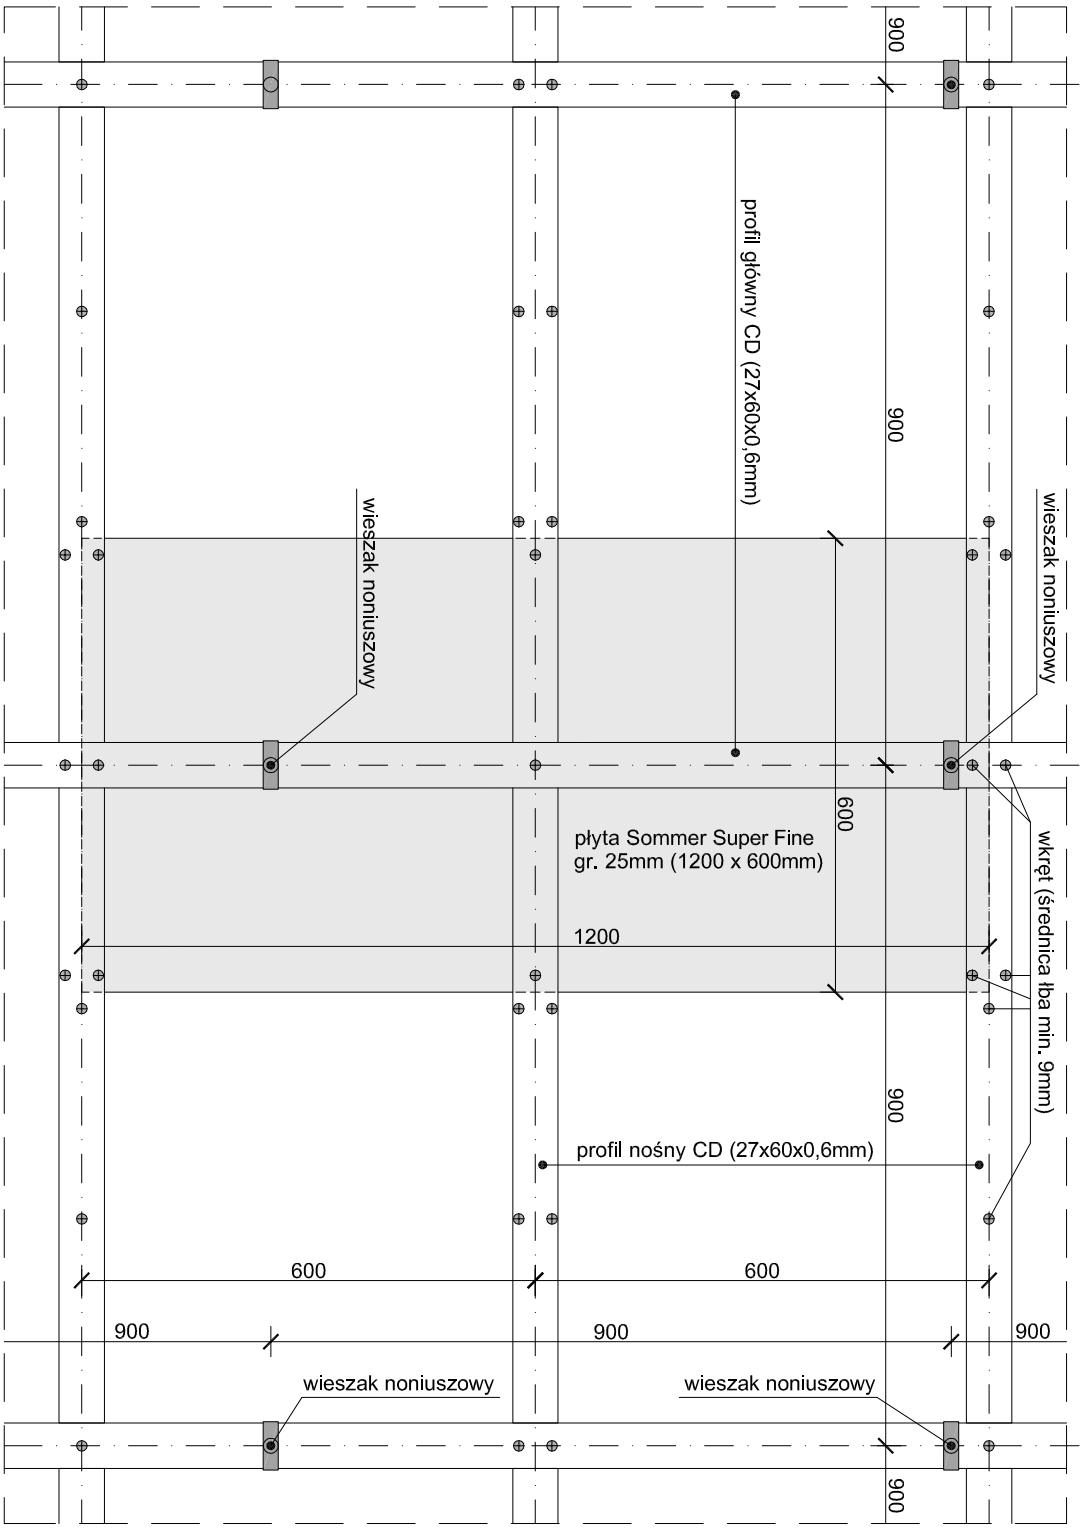 900
profil główny CD (27x60x0,6mm)
900
wieszak noniuszowy
wieszak noniuszowy
600
płyta Sommer Super Fine
gr. 25mm (1200 x 600mm)
wkręt (średnica łba min. 9mm)
1200
900
profil nośny CD (27x60x0,6mm)
600
600
900
900
900
wieszak noniuszowy
wieszak noniuszowy
900